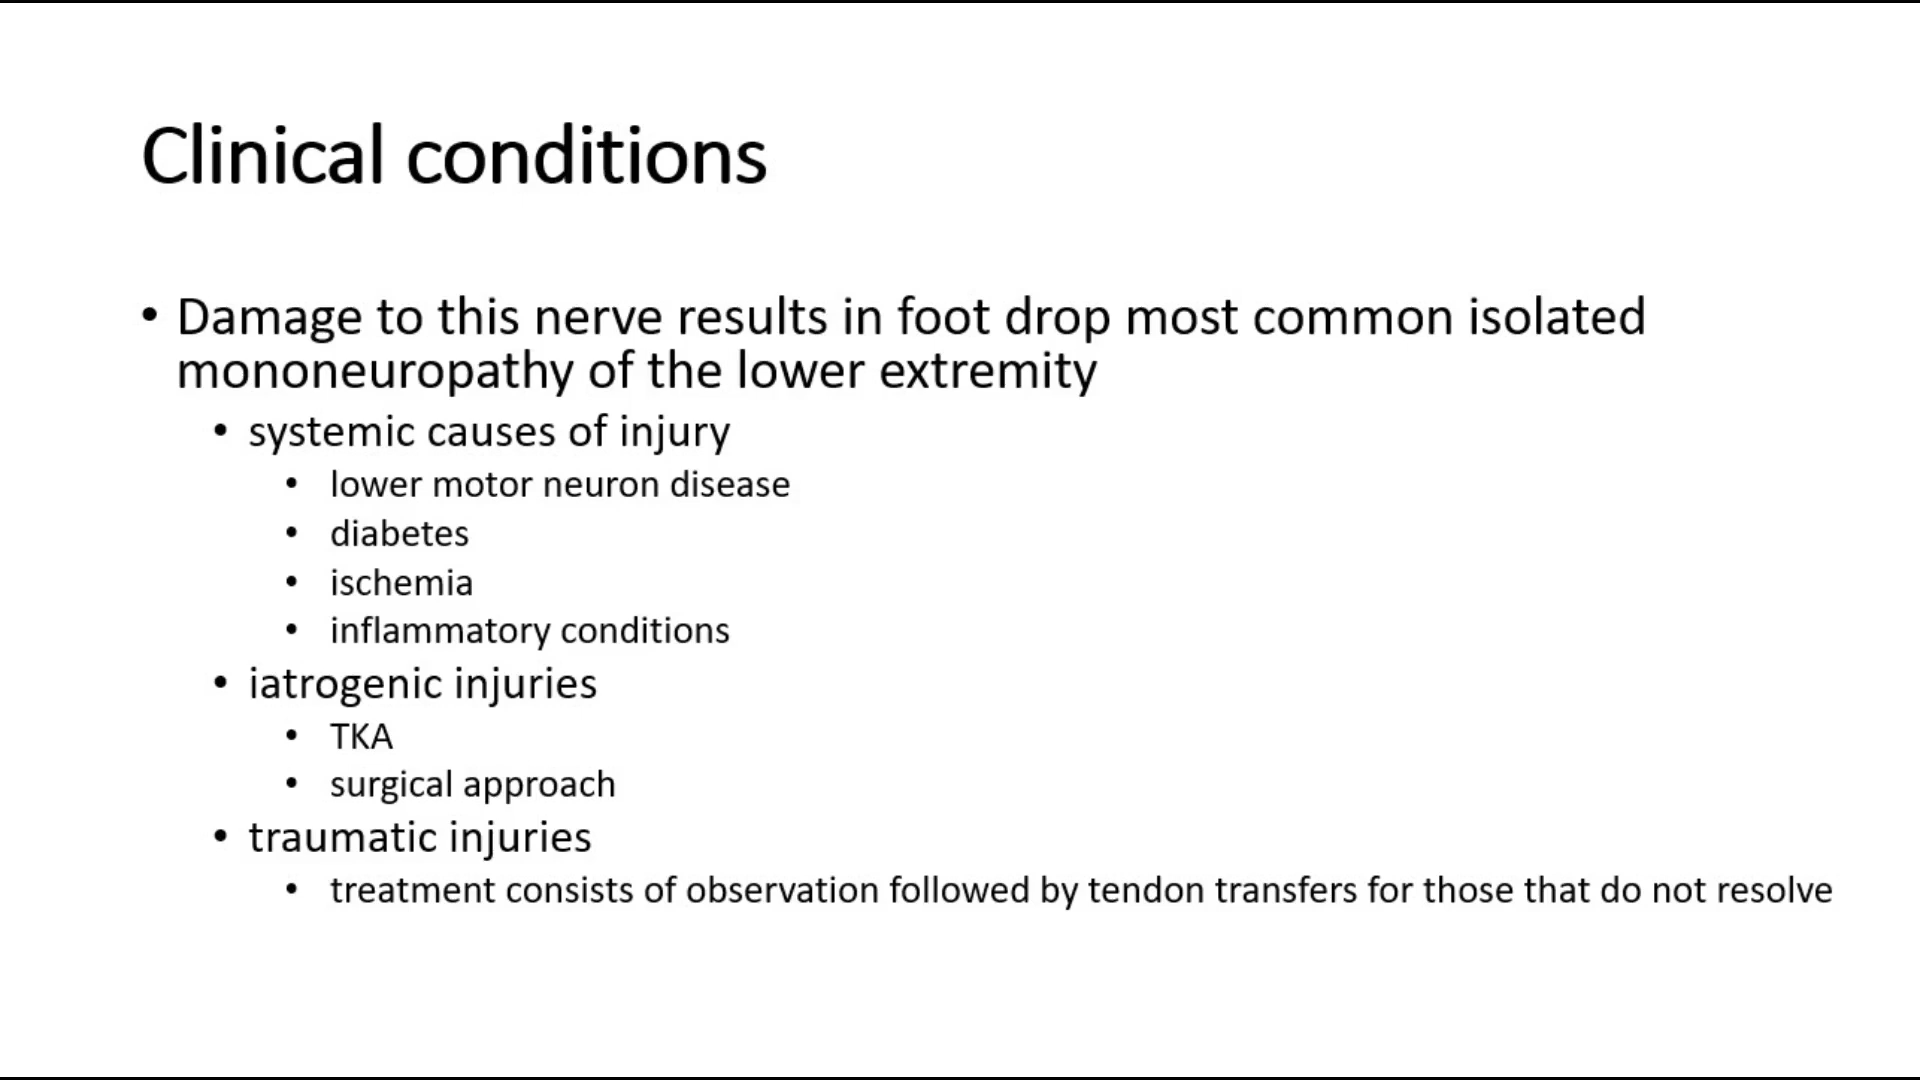 Clinical conditions
• Damage to this nerve results in foot drop most common isolated
mononeuropathy of the lower extremity
• systemic causes of injury
• lower motor neuron disease
• diabetes
• ischemia
• inflammatory conditions
• iatrogenic injuries
• TKA
• surgical approach
• traumatic injuries
• treatment consists of observation followed by tendon transfers for those that do not resolve